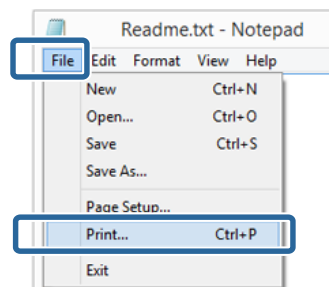 Readme.txt - Notepad
File Edit Format View Help
New Ctrl+N
Open... Ctrl+O
Save Ctrl+S
Save As...
Page Setup...
Print... Ctrl+P
Exit